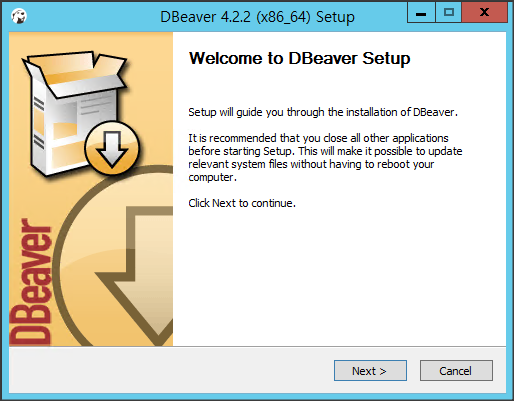 DBeaver 4.2.2 (x86_64) Setup
Welcome to DBeaver Setup
Setup will guide you through the installation of DBeaver.
It is recommended that you close all other applications
before starting Setup. This will make it possible to update
relevant system files without having to reboot your
computer.
Click Next to continue.
DBeaver
Next >
Cancel